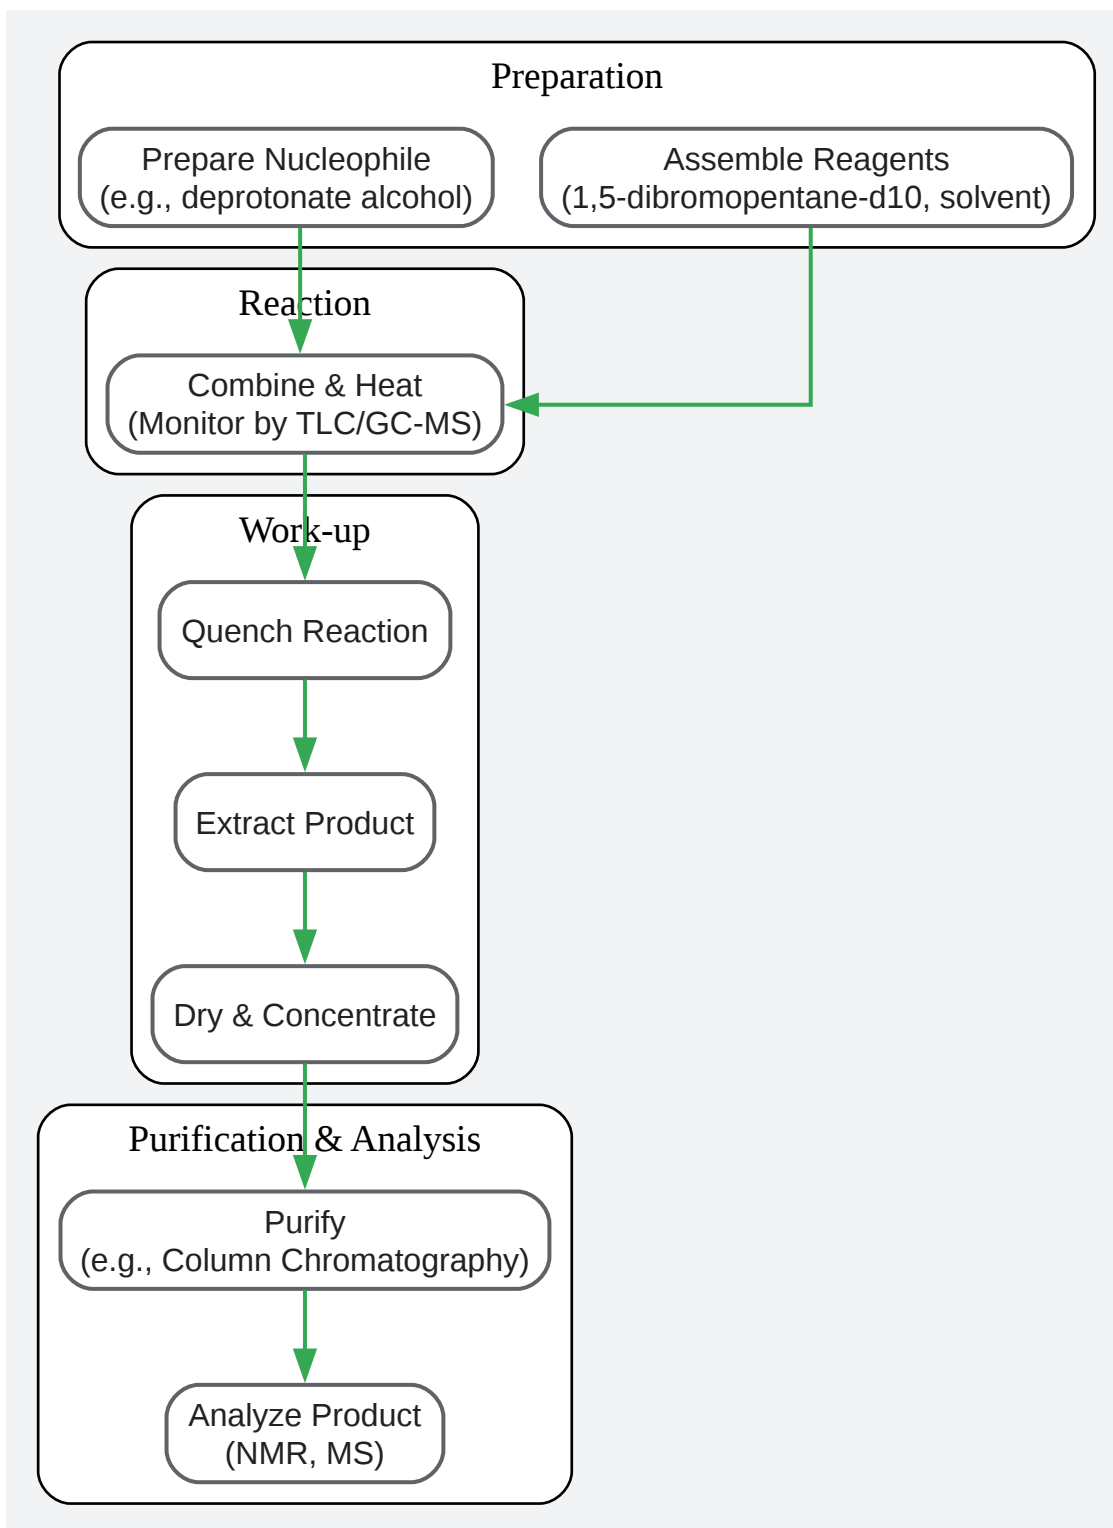 Preparation
Prepare Nucleophile
(e.g., deprotonate alcohol)
Assemble Reagents
(1,5-dibromopentane-d10, solvent)
Reaction
Combine & Heat
(Monitor by TLC/GC-MS)
Work-up
Quench Reaction
Extract Product
Dry & Concentrate
Purification & Analysis
Purify
(e.g., Column Chromatography)
Analyze Product
(NMR, MS)